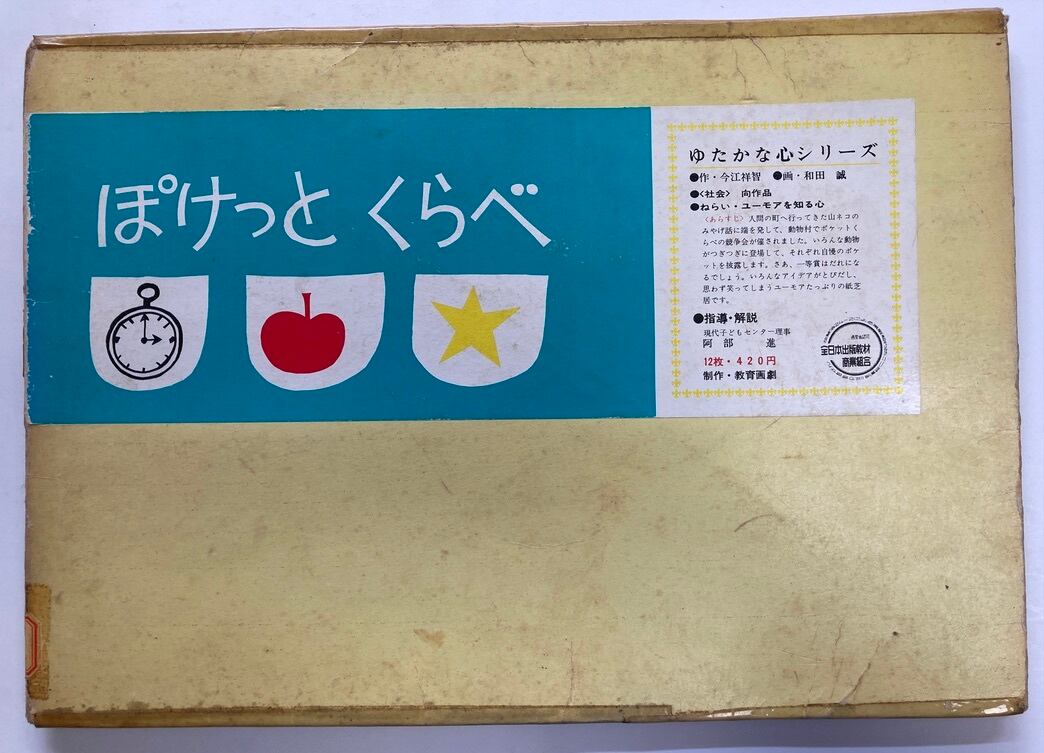 ぽけっと くらべ
ゆたかな心シリーズ
●作・今江祥智 ●画・和田 誠
●<社会> 向作品
●ねらい・ユーモアを知る心
<あらすじ> 人間の町へ行ってきた山ネコの
みやげ話に端を発して、動物村でポケットく
らべの競争会が催されました。いろんな動物
がつぎつぎに登場して、それぞれ自慢のポケ
ットを披露します。さあ、一等賞はだれにな
るでしょう。いろんなアイデアがとびだし、
思わず笑ってしまうユーモアたっぷりの紙芝
居です。
●指導・解説
現代子どもセンター理事
阿部 進
12枚・420円
制作・教育画劇
全日本出版教材
商業組合